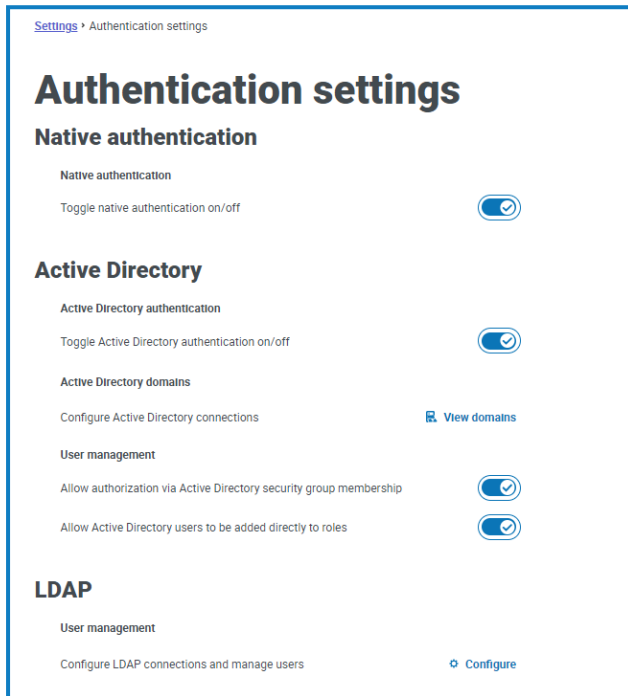 Settings › Authentication settings
Authentication settings
Native authentication
Native authentication
Toggle native authentication on/off
Active Directory
Active Directory authentication
Toggle Active Directory authentication on/off
Active Directory domains
Configure Active Directory connections View domains
User management
Allow authorization via Active Directory security group membership
Allow Active Directory users to be added directly to roles
LDAP
User management
Configure LDAP connections and manage users Configure